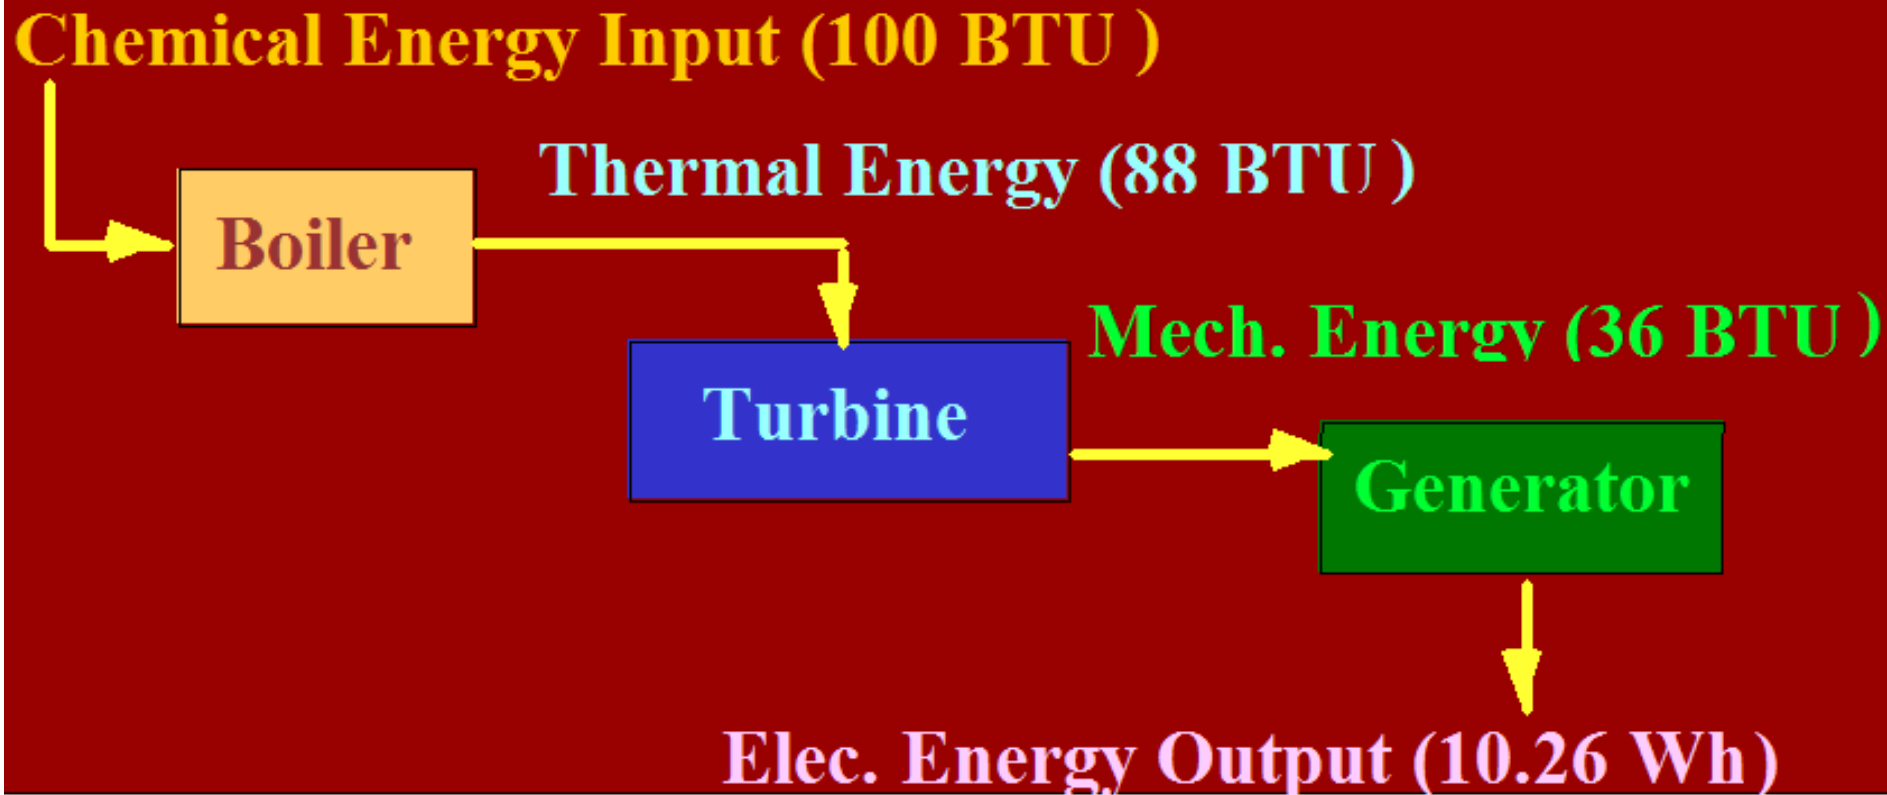 Chemical Energy Input (100 BTU )
Thermal Energy (88 BTU )
Boiler
Mech. Energy (36 BTU )
Turbine
Generator
Elec. Energy Output (10.26 Wh)